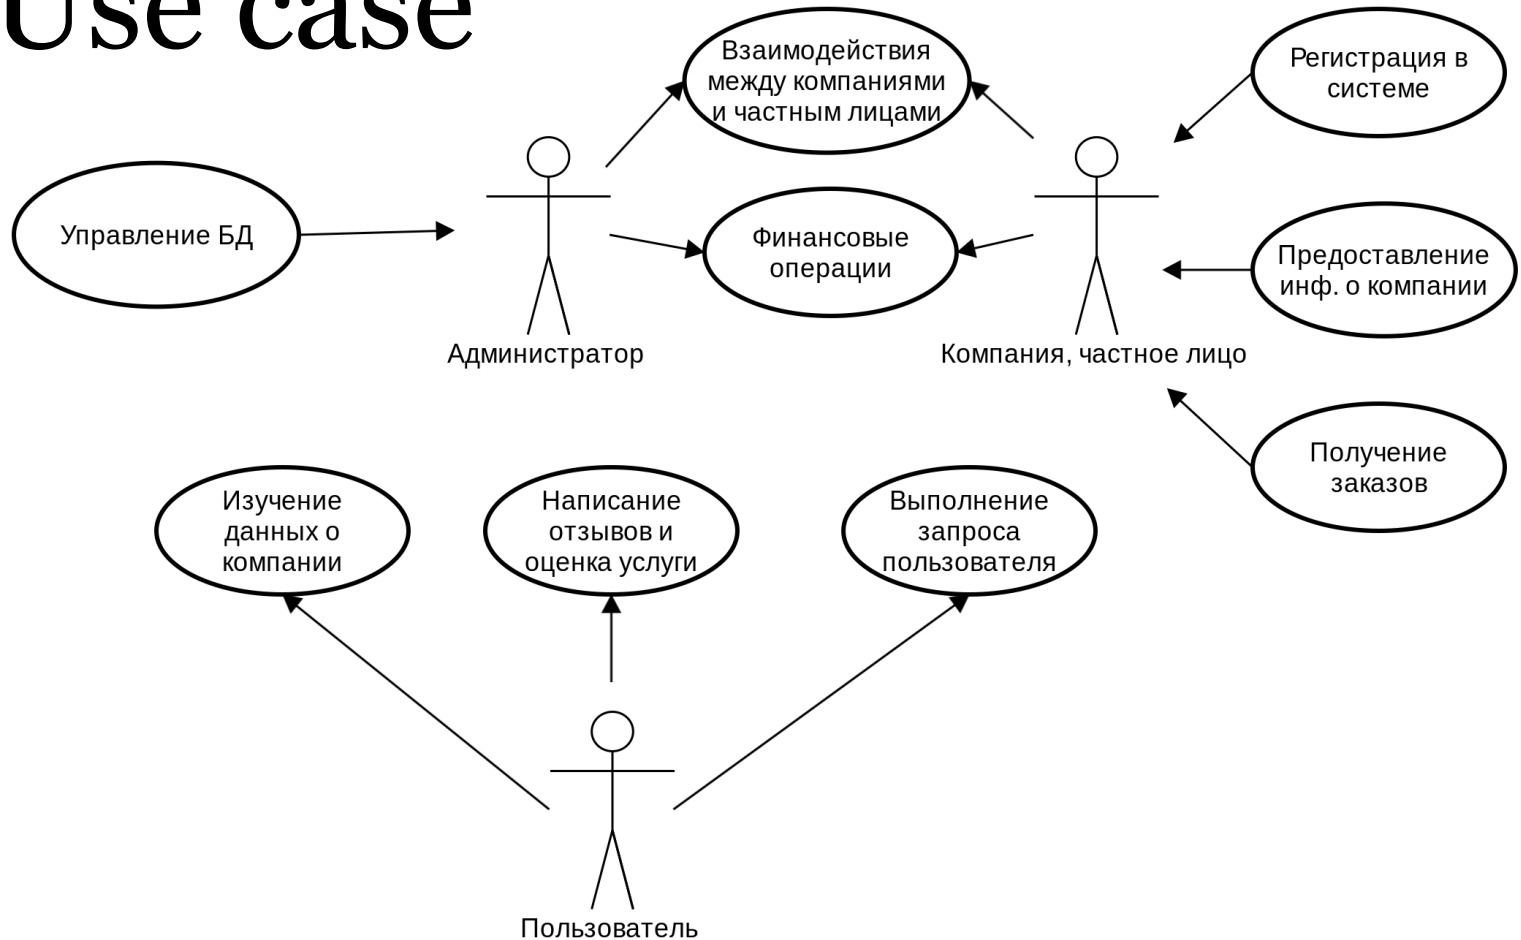 Use case
Взаимодействия
между компаниями
и частным лицами
Регистрация в
системе
Управление БД
Финансовые
операции
Предоставление
инф. о компании
Администратор
Компания, частное лицо
Получение
заказов
Изучение
данных о
компании
Написание
отзывов и
оценка услуги
Выполнение
запроса
пользователя
Пользователь